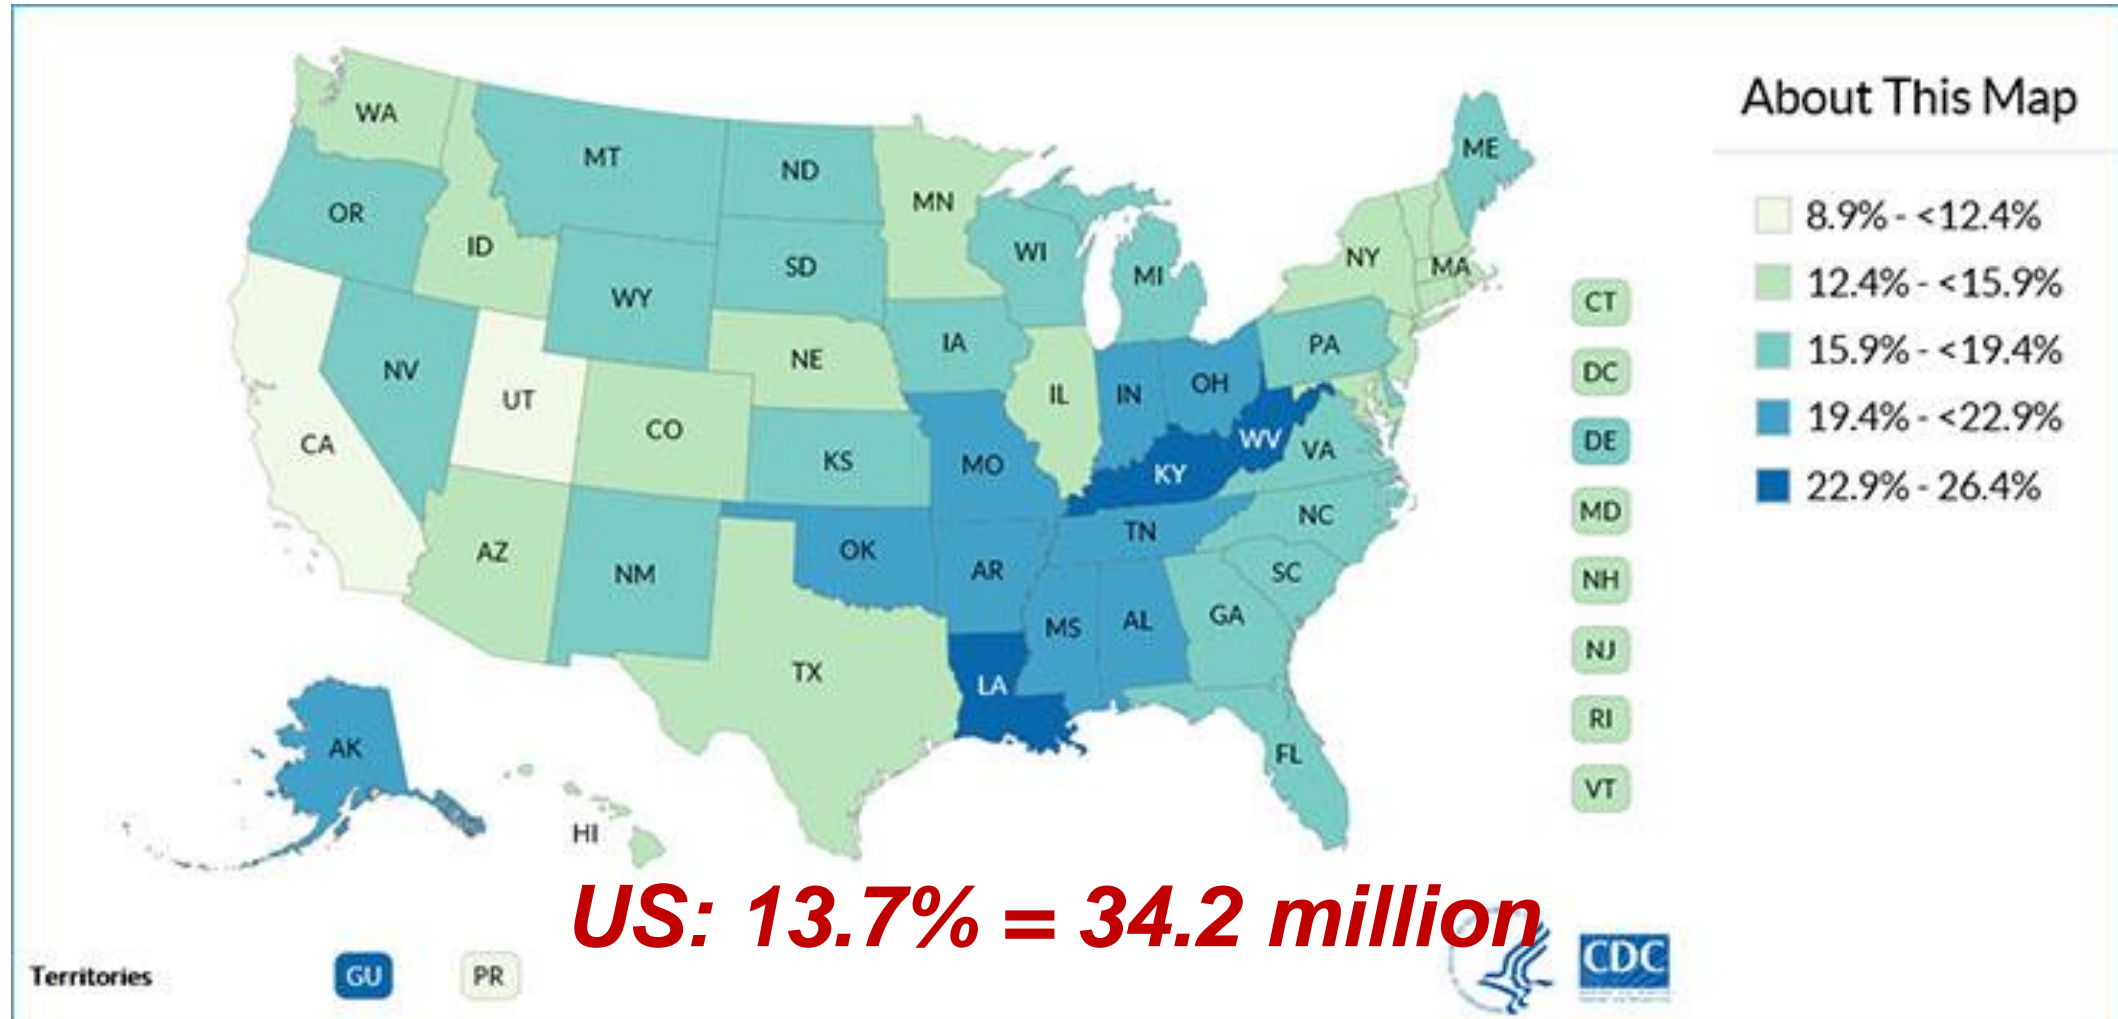 About This Map
8.9% - <12.4%
12.4% - <15.9%
15.9% - <19.4%
19.4% - <22.9%
22.9% - 26.4%
WA
MT
ND
MN
ME
OR
ID
SD
WI
MI
NY
MA
WY
NV
UT
CA
CO
NE
IA
IL
IN
OH
PA
WV
VA
KS
MO
KY
NC
TN
AZ
NM
OK
AR
SC
MS
AL
GA
TX
LA
FL
AK
HI
CT
DC
DE
MD
NH
NJ
RI
VT
US: 13.7% = 34.2 million
Territories
GU
PR
CDC